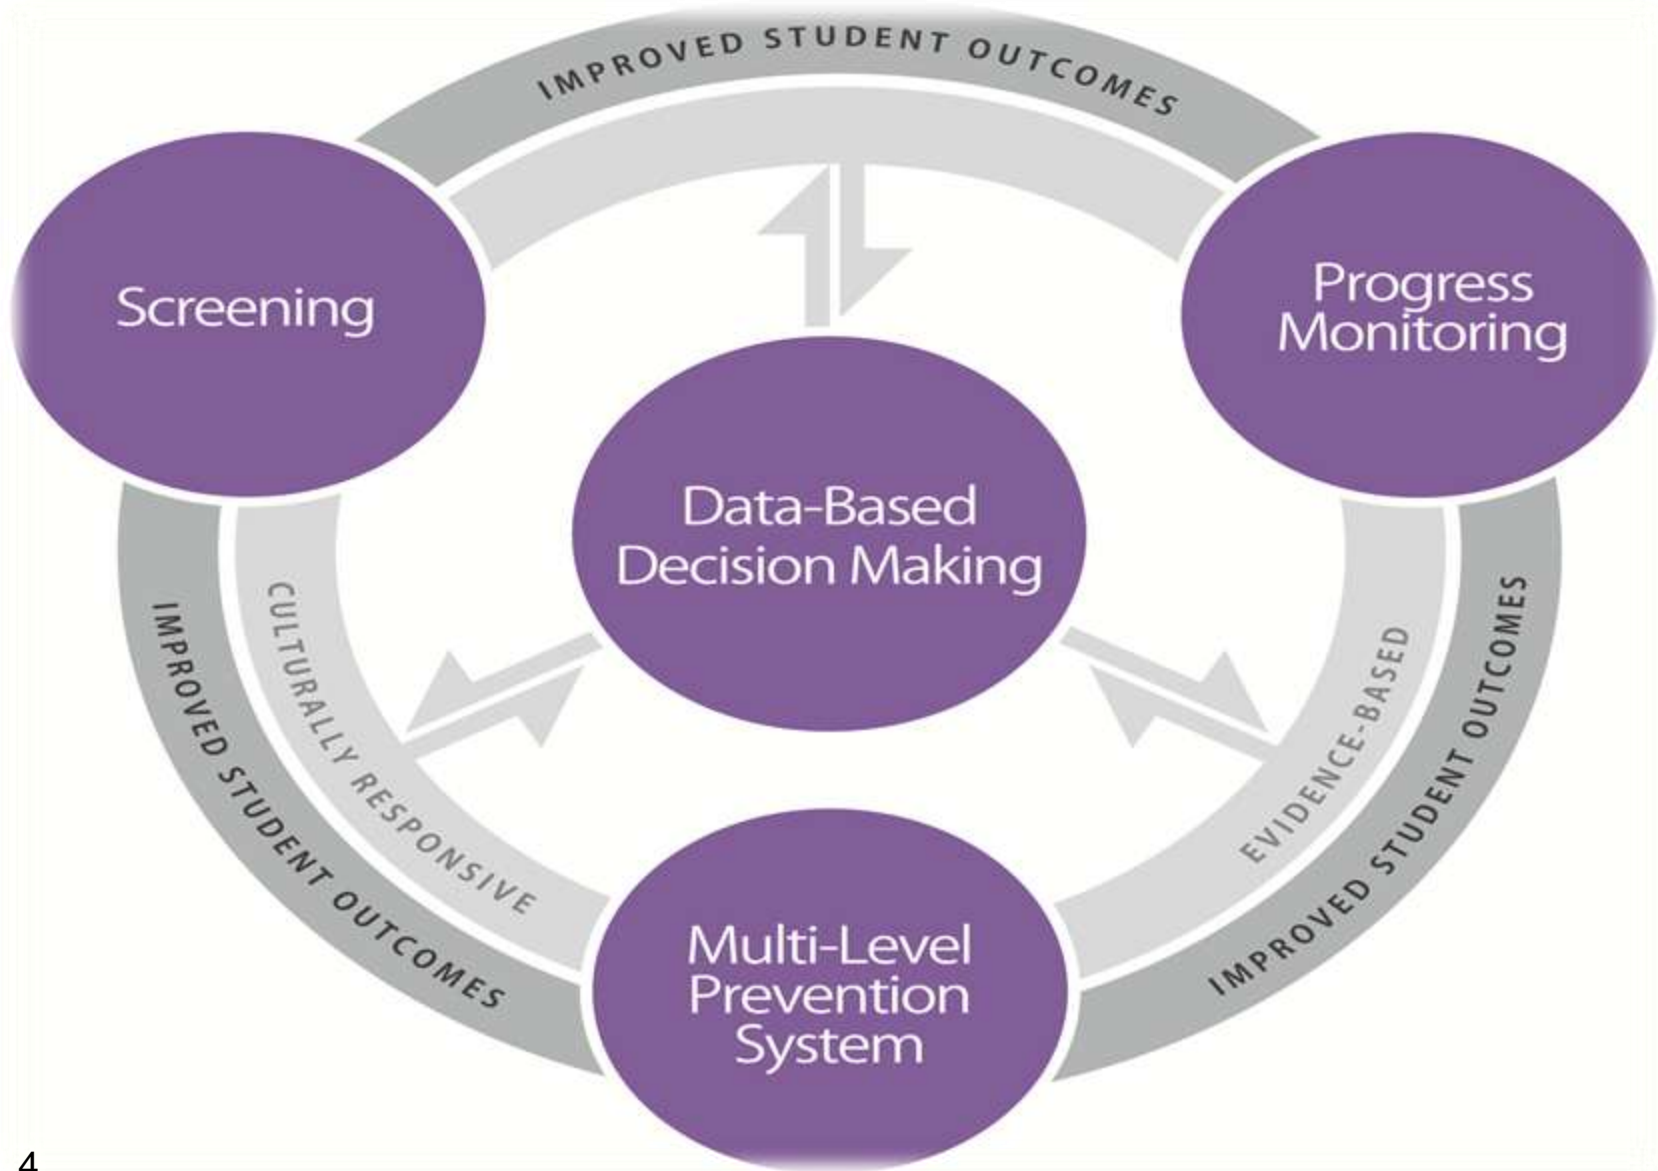 IMPROVED STUDENT OUTCOMES
Screening
Progress
Monitoring
Data-Based
Decision Making
CULTURALLY RESPONSIVE
IMPROVED STUDENT OUTCOMES
EVIDENCE-BASED
IMPROVED STUDENT OUTCOMES
Multi-Level
Prevention
System
4